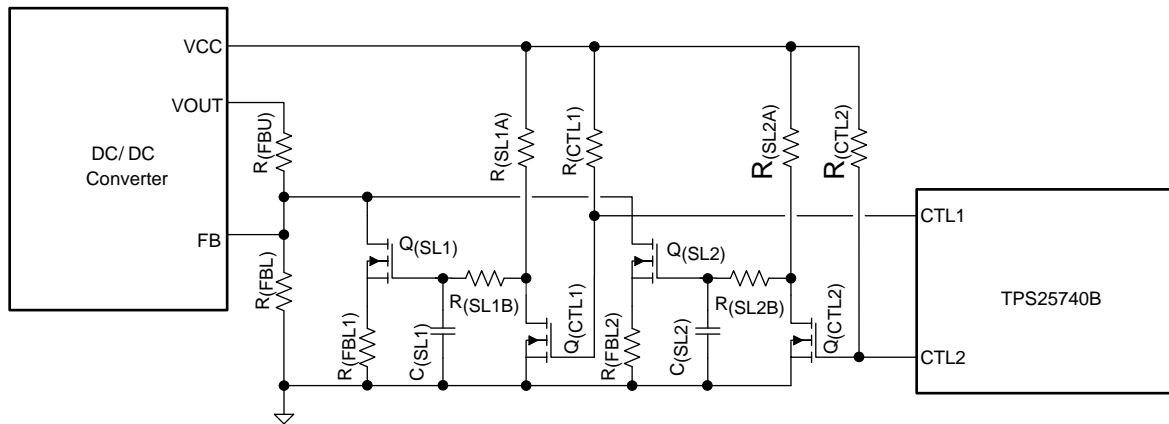 VCC
VOUT
DC/ DC
Converter
FB
R(FBU)
R(FBL)
R(SL1A)
R(CTL1)
R(SL2A)
R(CTL2)
Q(SL1)
Q(SL2)
R(SL1B)
R(SL2B)
R(FBL1)
C(SL1)
Q(CTL1)
R(FBL2)
C(SL2)
Q(CTL2)
CTL1
TPS25740B
CTL2